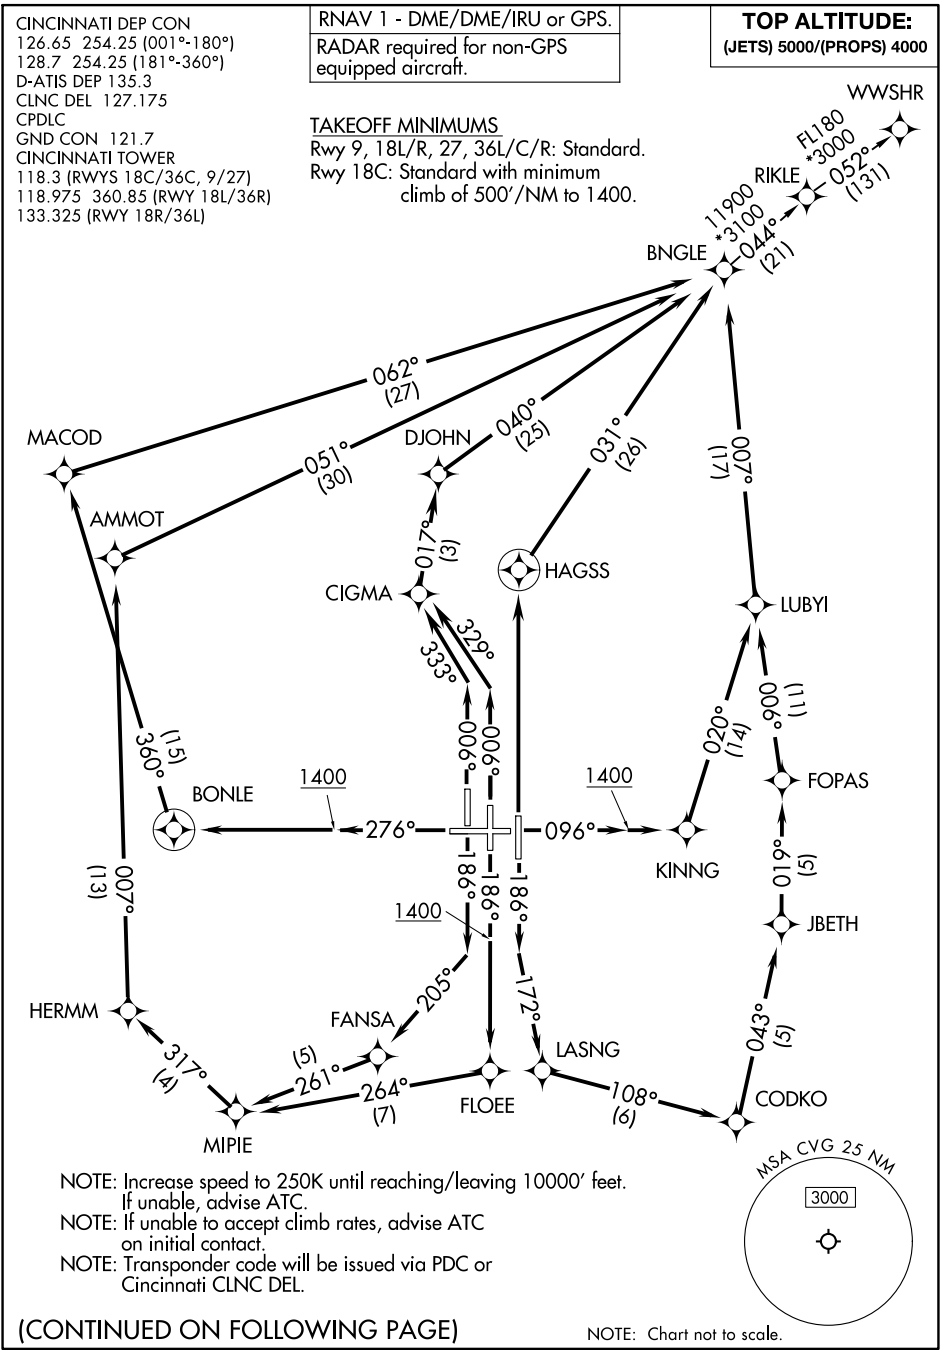 CINCINNATI DEP CON
126.65 254.25 (001°-180°)
128.7 254.25 (181°-360°)
D-ATIS DEP 135.3
CLNC DEL 127.175
CPDLC
GND CON 121.7
CINCINNATI TOWER
118.3 (RWYS 18C/36C, 9/27)
118.975 360.85 (RWY 18L/36R)
133.325 (RWY 18R/36L)
RNAV 1 - DME/DME/IRU or GPS.
RADAR required for non-GPS
equipped aircraft.
TOP ALTITUDE:
(JETS) 5000/(PROPS) 4000
TAKEOFF MINIMUMS
Rwy 9, 18L/R, 27, 36L/C/R: Standard.
Rwy 18C: Standard with minimum
climb of 500'/NM to 1400.
WWSHR
FL180
*3000
052°
(131)
RIKLE
11900
*3100
044°
(21)
BNGLE
062°
(27)
MACOD
051°
(30)
DJOHN
040°
(25)
031°
(26)
007°
(17)
AMMOT
017°
(3)
HAGSS
CIGMA
LUBYI
329°
333°
006°
006°
020°
(14)
006°
(11)
360°
(15)
FOPAS
BONLE
1400
1400
276°
096°
KINNG
186°
186°
186°
019°
(5)
007°
(13)
1400
JBETH
205°
172°
HERMM
FANSA
043°
(5)
317°
(4)
(5)
261°
264°
(7)
LASNG
FLOEE
108°
(6)
CODKO
MIPIE
NOTE: Increase speed to 250K until reaching/leaving 10000' feet.
If unable, advise ATC.
NOTE: If unable to accept climb rates, advise ATC
on initial contact.
NOTE: Transponder code will be issued via PDC or
Cincinnati CLNC DEL.
MSA CVG 25 NM
3000
(CONTINUED ON FOLLOWING PAGE)
NOTE: Chart not to scale.